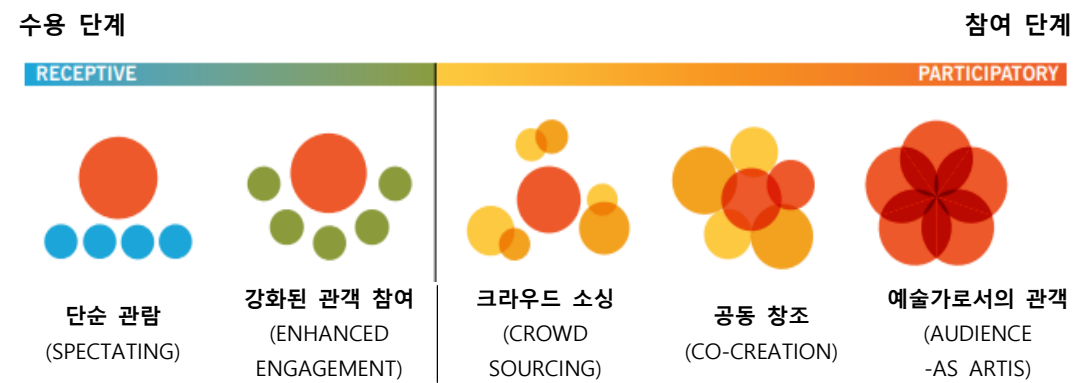 수용 단계
참여 단계
RECEPTIVE
PARTICIPATORY
단순 관람
(SPECTATING)
강화된 관객 참여
(ENHANCED
ENGAGEMENT)
크라우드 소싱
(CROWD
SOURCING)
공동 창조
(CO-CREATION)
예술가로서의 관객
(AUDIENCE
-AS ARTIS)